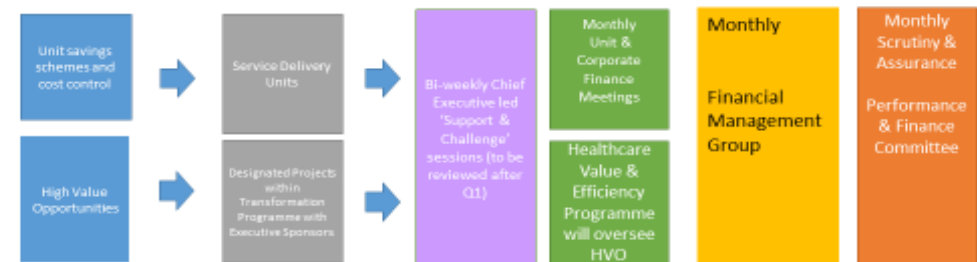 Unit savings
schemes and
cost control
High Value
Opportunities
Service Delivery
Units
Designated Projects
within
Transformation
Programme with
Executive Sponsors
Bi-weekly Chief
Executive led
'Support &
Challenge'
sessions (to be
reviewed after
Q1)
Monthly
Unit &
Corporate
Finance
Meetings
Healthcare
Value &
Efficiency
Programme
will oversee
HVO
Monthly
Financial
Management
Group
Monthly
Scrutiny &
Assurance
Performance
& Finance
Committee